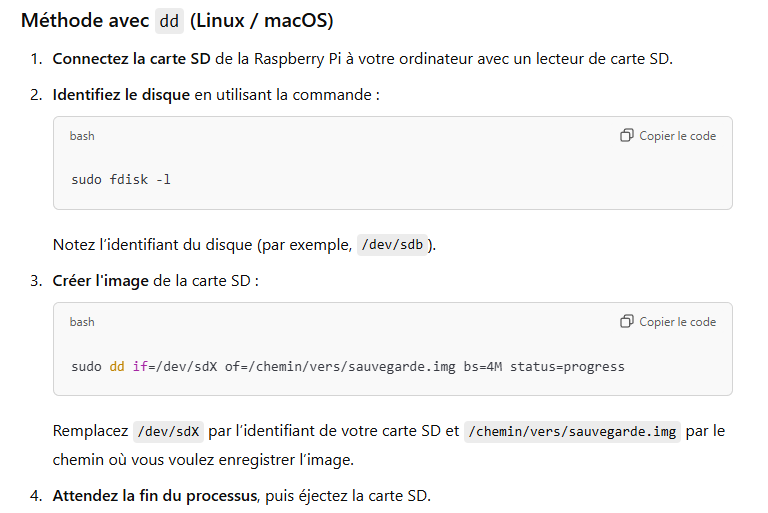 Méthode avec dd (Linux / macOS)
1. Connectez la carte SD de la Raspberry Pi à votre ordinateur avec un lecteur de carte SD.
2. Identifiez le disque en utilisant la commande :
bash
Copier le code
sudo fdisk -l
Notez l’identifiant du disque (par exemple, /dev/sdb).
3. Créer l'image de la carte SD :
bash
Copier le code
sudo dd if=/dev/sdX of=/chemin/vers/sauvegarde.img bs=4M status=progress
Remplacez /dev/sdX par l’identifiant de votre carte SD et /chemin/vers/sauvegarde.img par le
chemin où vous voulez enregistrer l’image.
4. Attendez la fin du processus, puis éjectez la carte SD.